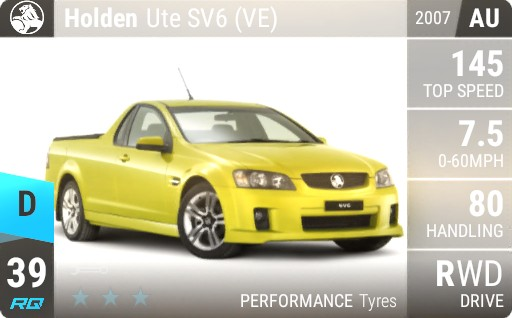 Holden Ute SV6 (VE)
2007 AU
145
TOP SPEED
7.5
0-60MPH
80
HANDLING
RWD
DRIVE
D
39
RQ
SV6
PERFORMANCE Tyres